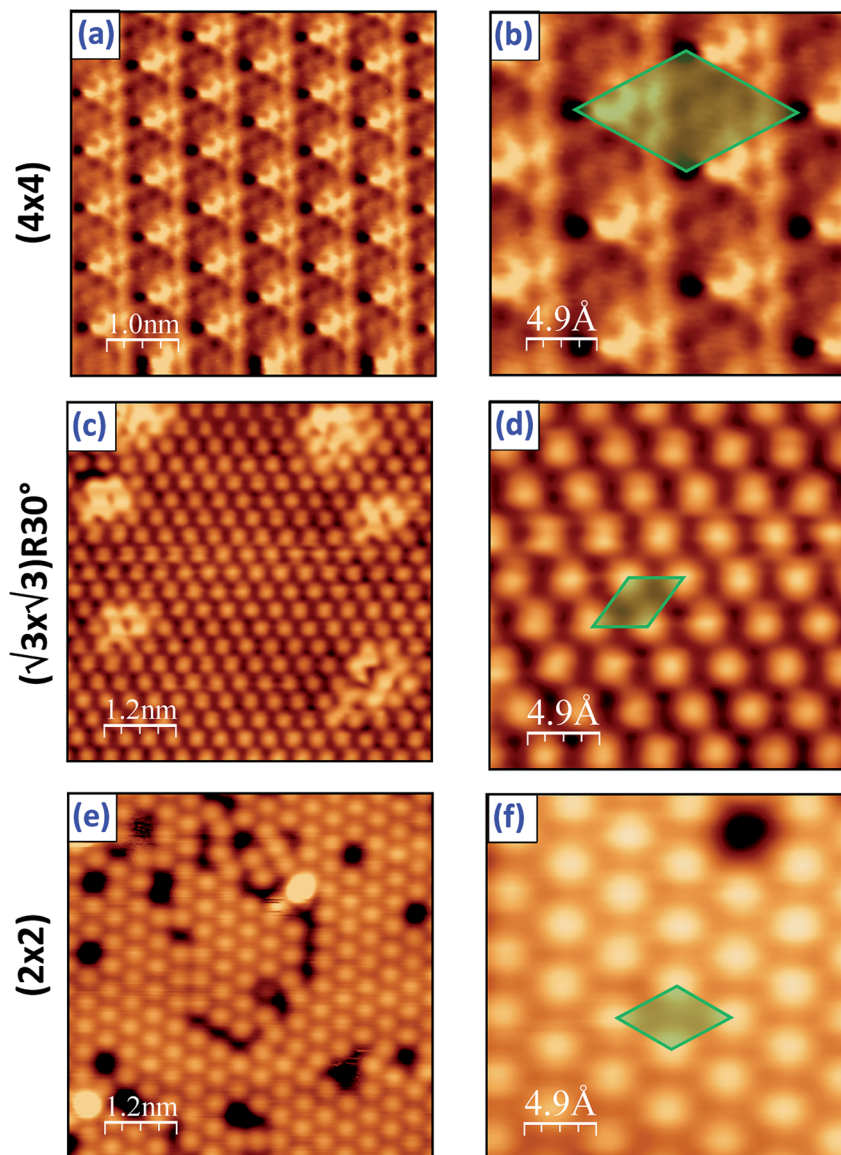 (a)
(b)
(4x4)
1.0nm
4.9Å
(c)
(d)
(√3x√3)R30°
1.2nm
4.9Å
(e)
(f)
(2x2)
1.2nm
4.9Å